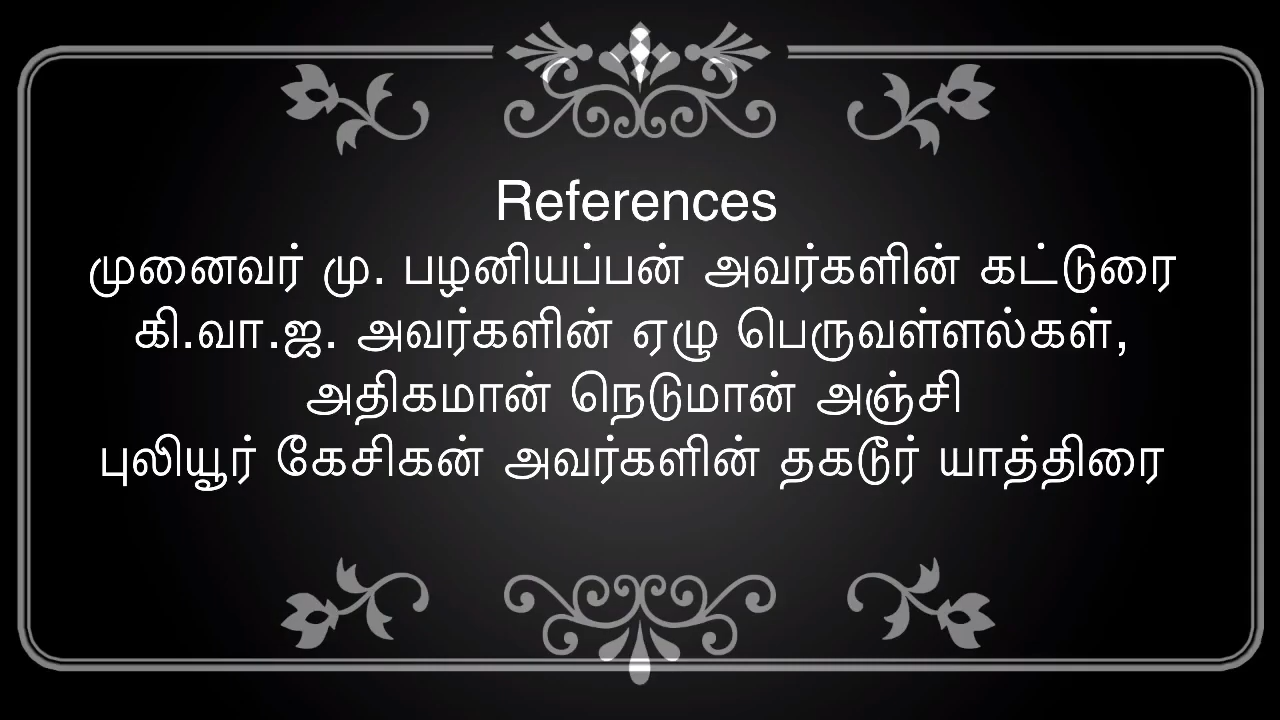 References
முனைவர் மு. பழனியப்பன் அவர்களின் கட்டுரை
கி.வா.ஜ. அவர்களின் ஏழு பெருவள்ளல்கள்,
அதிகமான் நெடுமான் அஞ்சி
புலியூர் கேசிகன் அவர்களின் தகடூர் யாத்திரை